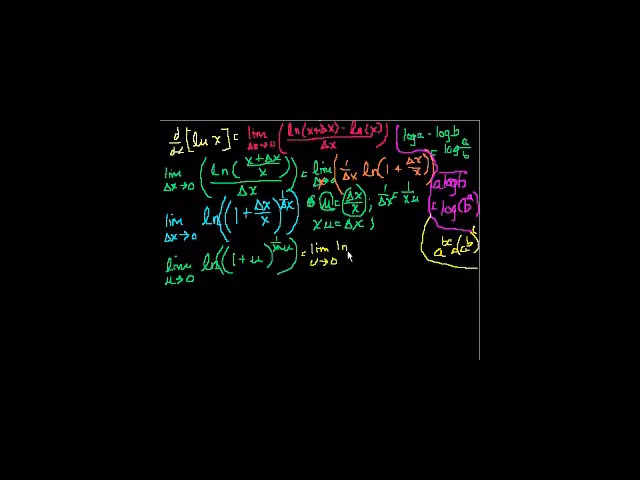 d/dx [ln x] = lim Δx→0 ( (ln(x+Δx) - ln(x)) / Δx )
log a - log b = log a/b
lim Δx→0 ( ln( (x+Δx)/x ) / Δx ) = lim Δx→0 ( 1/Δx ln(1 + Δx/x) )
a log b = log(b^a)
lim Δx→0 ln( (1 + Δx/x)^(1/Δx) )
u = Δx/x ; 1/Δx = 1/xu
xu = Δx ;
a^bc = (a^b)^c
lim u→0 ln( (1 + u)^(1/xu) ) = lim u→0 ln